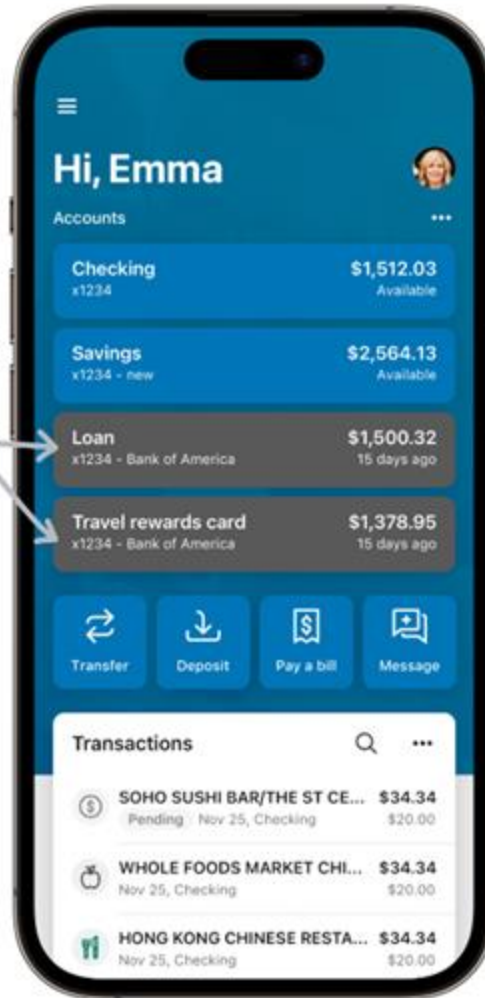 Hi, Emma
Accounts
Checking $1,512.03
x1234 Available
Savings $2,564.13
x1234 - new Available
Loan $1,500.32
x1234 - Bank of America 15 days ago
Travel rewards card $1,378.95
x1234 - Bank of America 15 days ago
Transfer Deposit Pay a bill Message
Transactions
SOHO SUSHI BAR/THE ST CE... $34.34
Pending Nov 25, Checking $20.00
WHOLE FOODS MARKET CHI... $34.34
Nov 25, Checking $20.00
HONG KONG CHINESE RESTA... $34.34
Nov 25, Checking $20.00